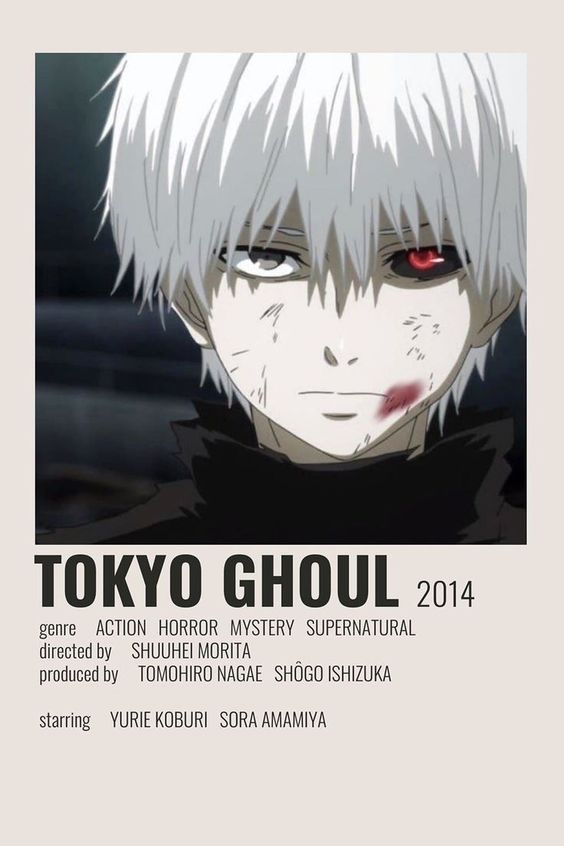 TOKYO GHOUL 2014
genre ACTION HORROR MYSTERY SUPERNATURAL
directed by SHUUHEI MORITA
produced by TOMOHIRO NAGAE SHÔGO ISHIZUKA
starring YURIE KOBURI SORA AMAMIYA